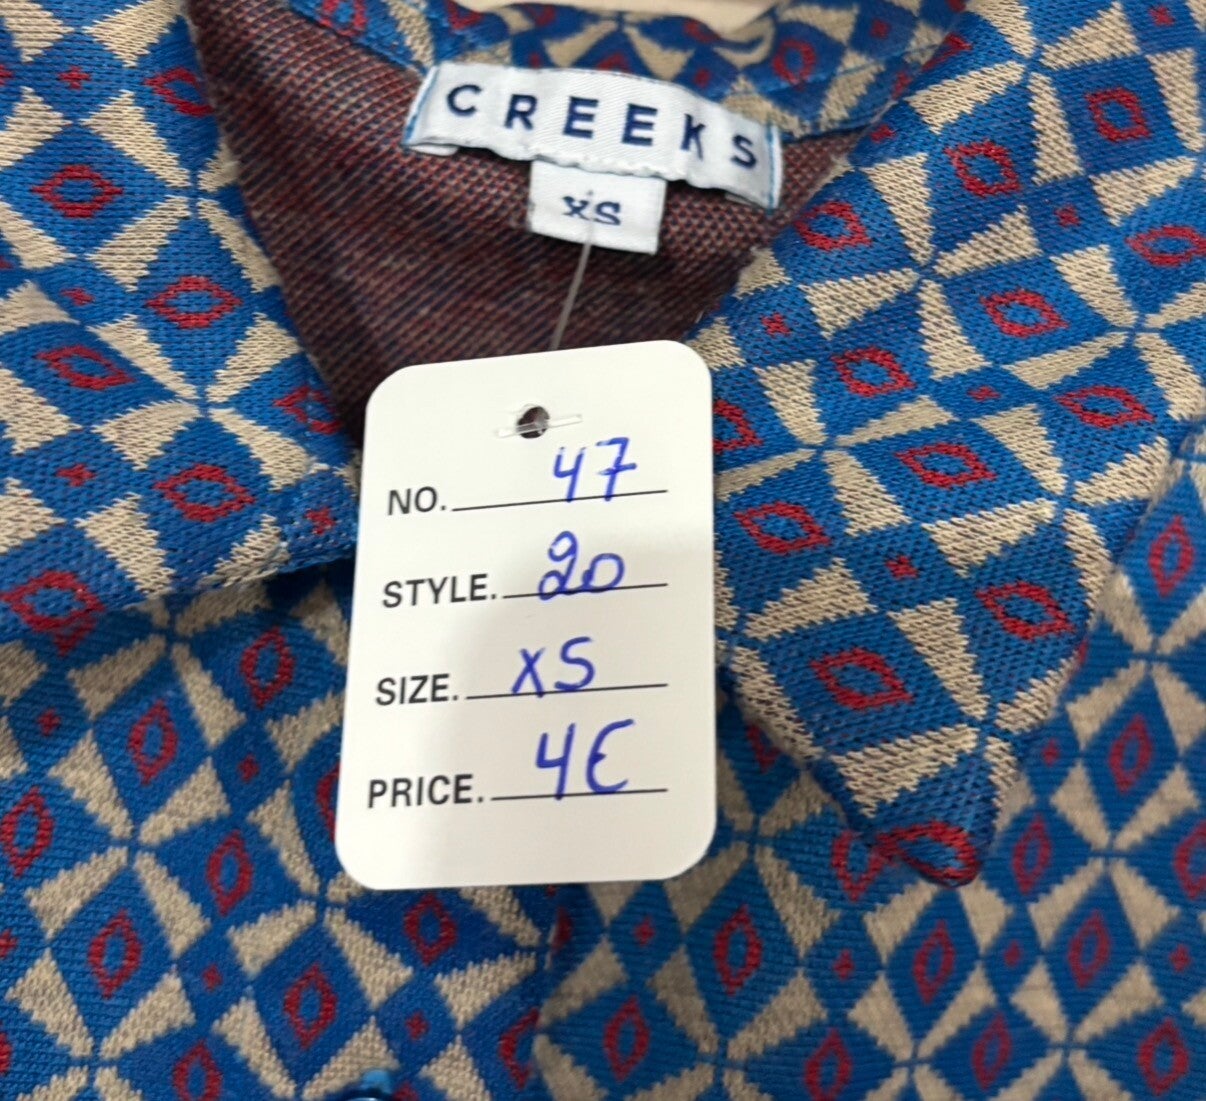 CREEKS
XS
NO. 47
STYLE. 20
SIZE. XS
PRICE. 4€